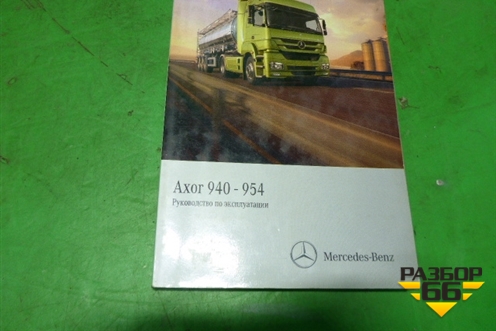 Axor 940 - 954
Руководство по эксплуатации
Mercedes-Benz
РАЗБОР
66